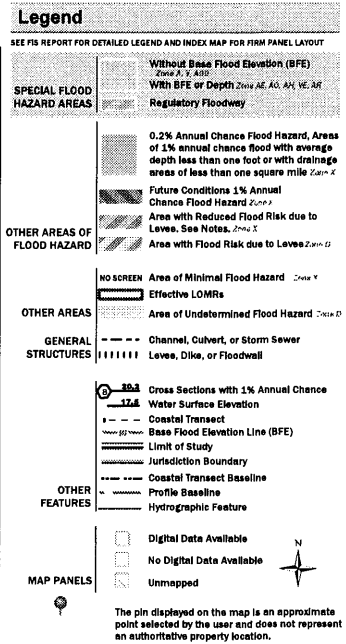 Legend
SEE FIS REPORT FOR DETAILED LEGEND AND INDEX MAP FOR FIRM PANEL LAYOUT
SPECIAL FLOOD
HAZARD AREAS
Without Base Flood Elevation (BFE)
Zone A, V, A99
With BFE or Depth Zone AE, AO, AH, VE, AR
Regulatory Floodway
0.2% Annual Chance Flood Hazard, Areas
of 1% annual chance flood with average
depth less than one foot or with drainage
areas of less than one square mile Zone X
Future Conditions 1% Annual
Chance Flood Hazard Zone X
Area with Reduced Flood Risk due to
Levee. See Notes. Zone X
Area with Flood Risk due to Levee Zone D
OTHER AREAS OF
FLOOD HAZARD
NO SCREEN Area of Minimal Flood Hazard Zone X
Effective LOMRs
OTHER AREAS
Area of Undetermined Flood Hazard Zone D
GENERAL
STRUCTURES
Channel, Culvert, or Storm Sewer
Levee, Dike, or Floodwall
B 20.2 Cross Sections with 1% Annual Chance
17.5 Water Surface Elevation
Coastal Transect
Base Flood Elevation Line (BFE)
Limit of Study
Jurisdiction Boundary
Coastal Transect Baseline
OTHER
FEATURES
Profile Baseline
Hydrographic Feature
Digital Data Available
No Digital Data Available
MAP PANELS
Unmapped
N
The pin displayed on the map is an approximate
point selected by the user and does not represent
an authoritative property location.